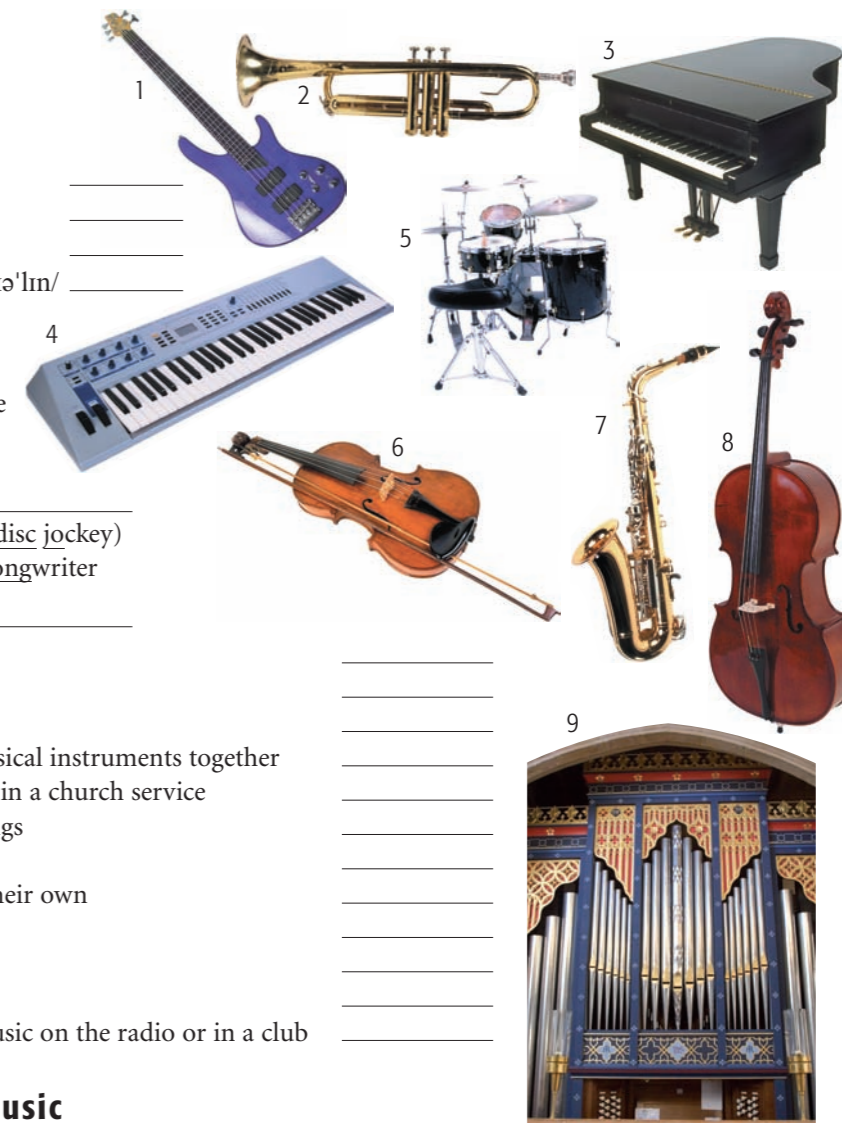 1
2
3
4
5
ə'lın/
e
6
7
8
disc jockey)
ongwriter
9
sical instruments together
in a church service
gs
heir own
usic on the radio or in a club
usic